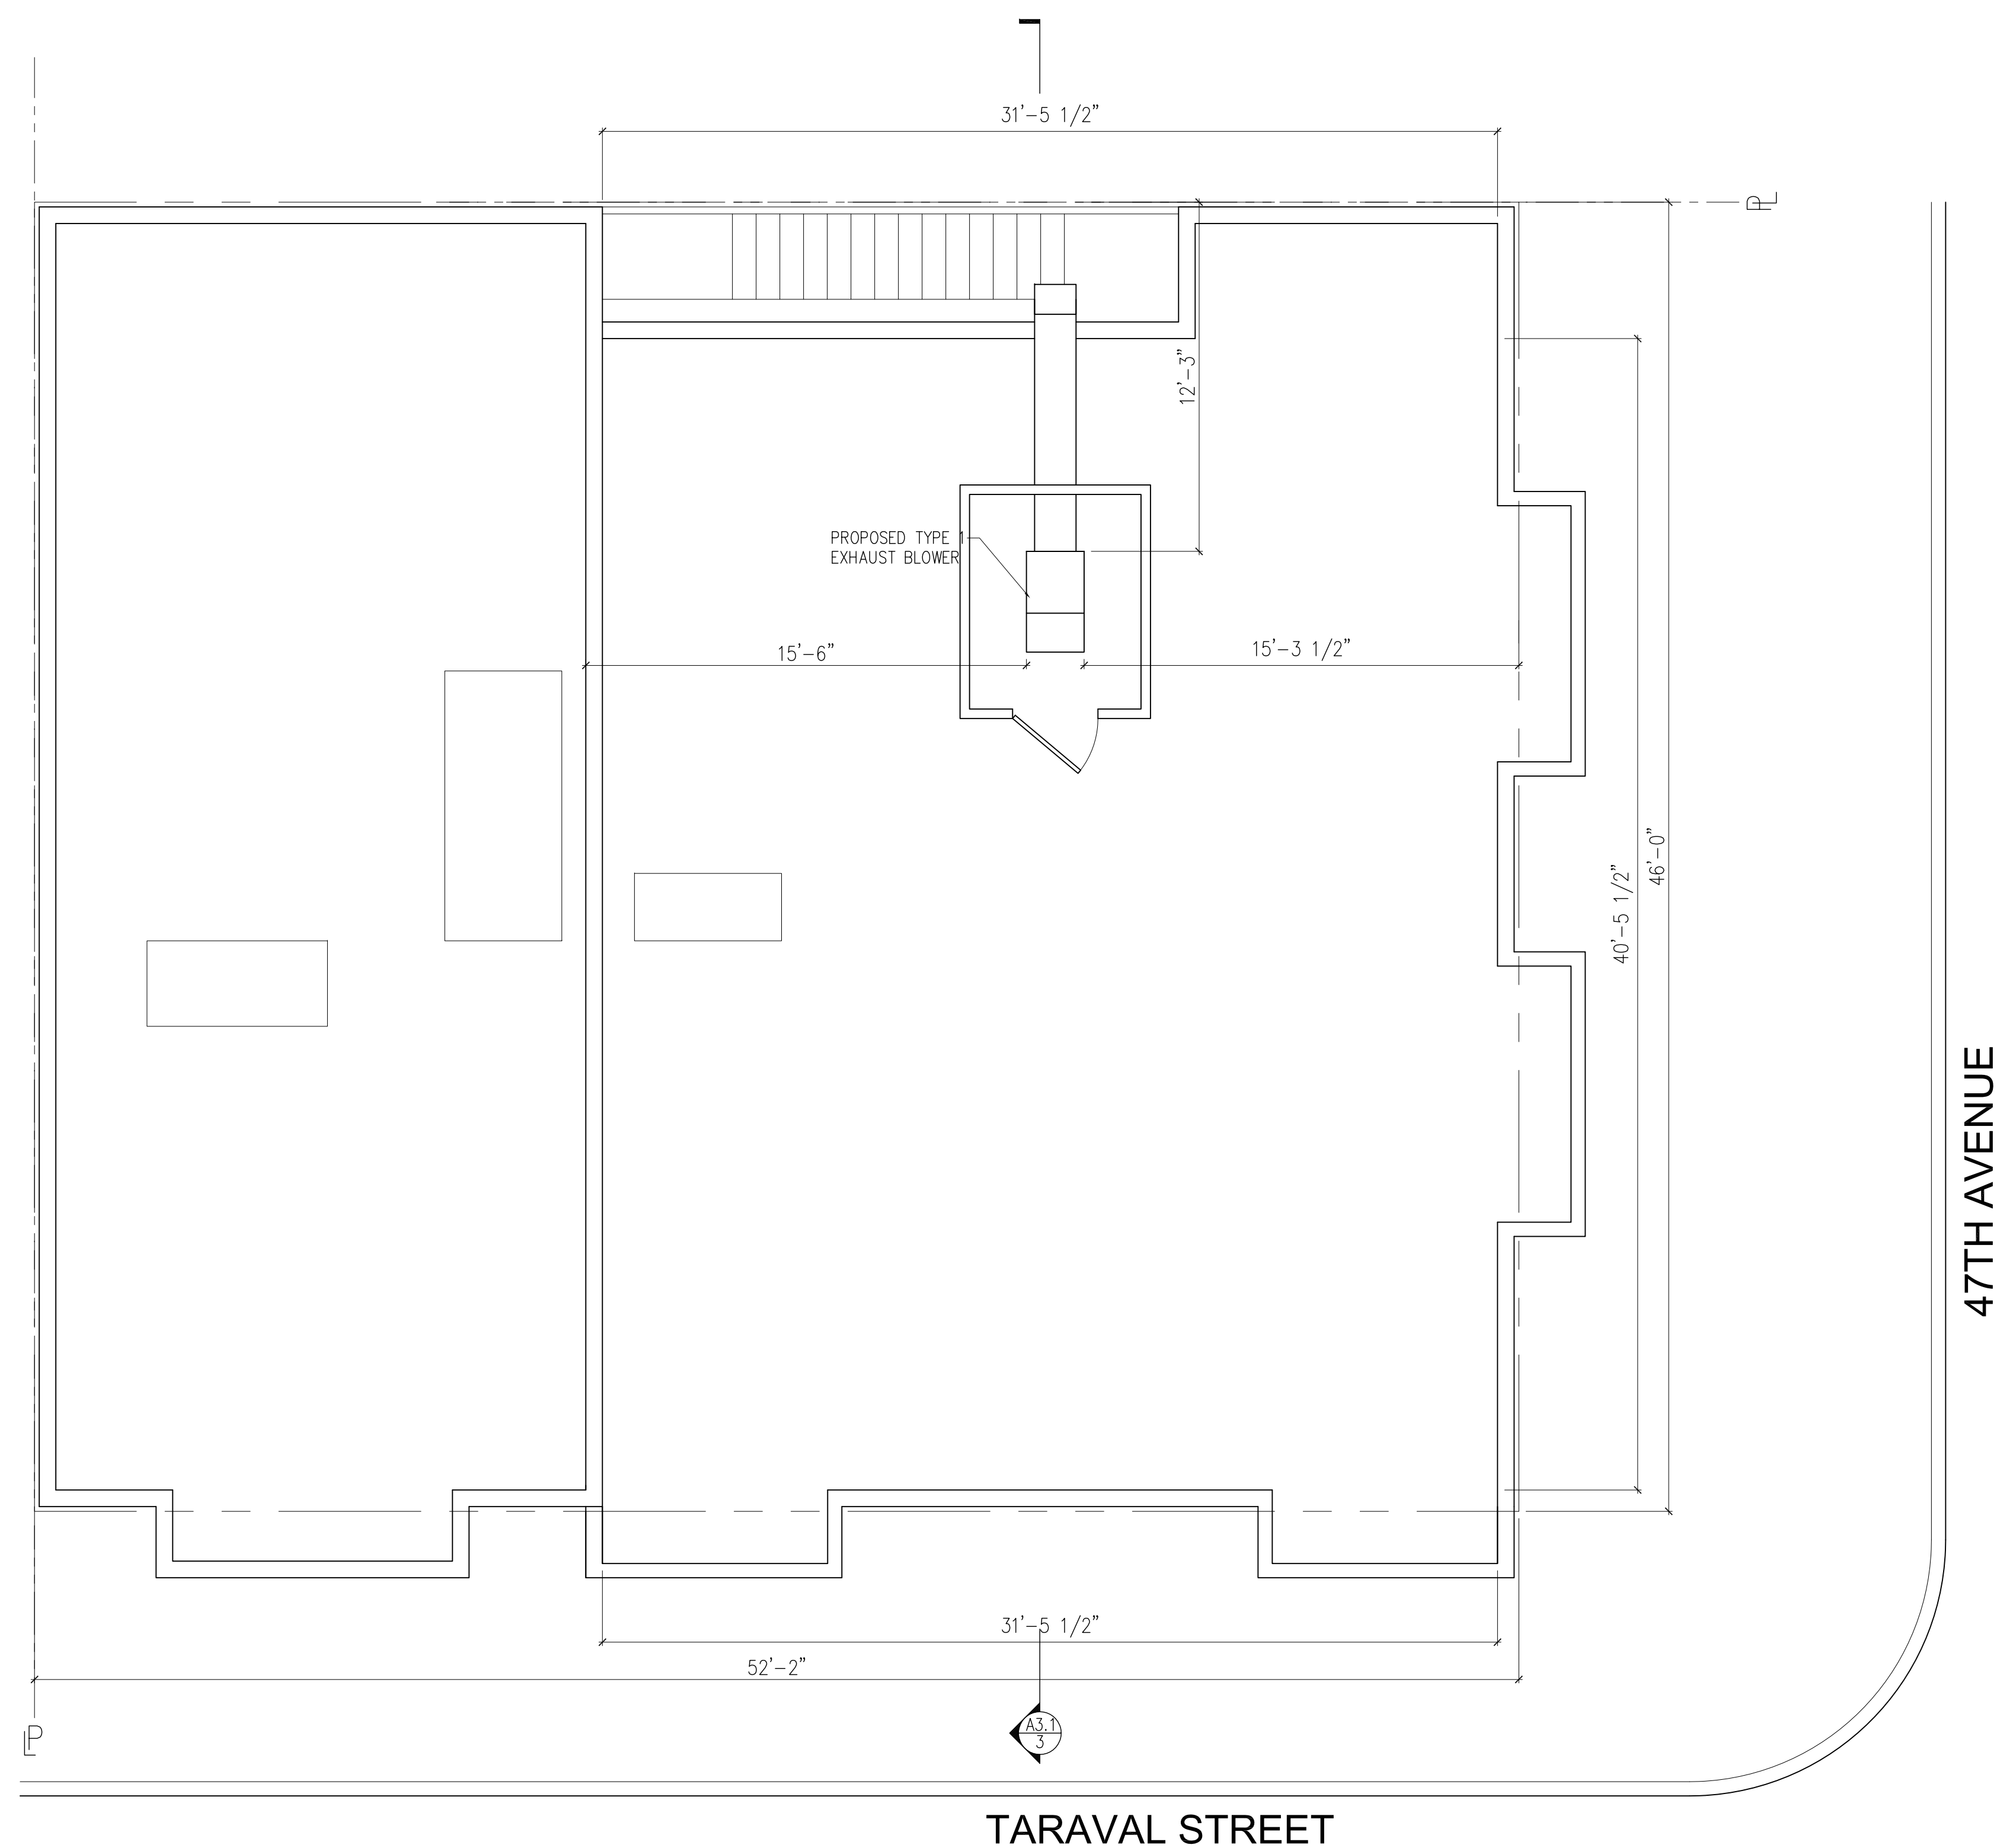 31'-5 1/2"
PL
12'-3"
PROPOSED TYPE 1
EXHAUST BLOWER
15'-6"
15'-3 1/2"
40'-5 1/2"
46'-0"
47TH AVENUE
31'-5 1/2"
52'-2"
A3.1
3
PL
TARAVAL STREET